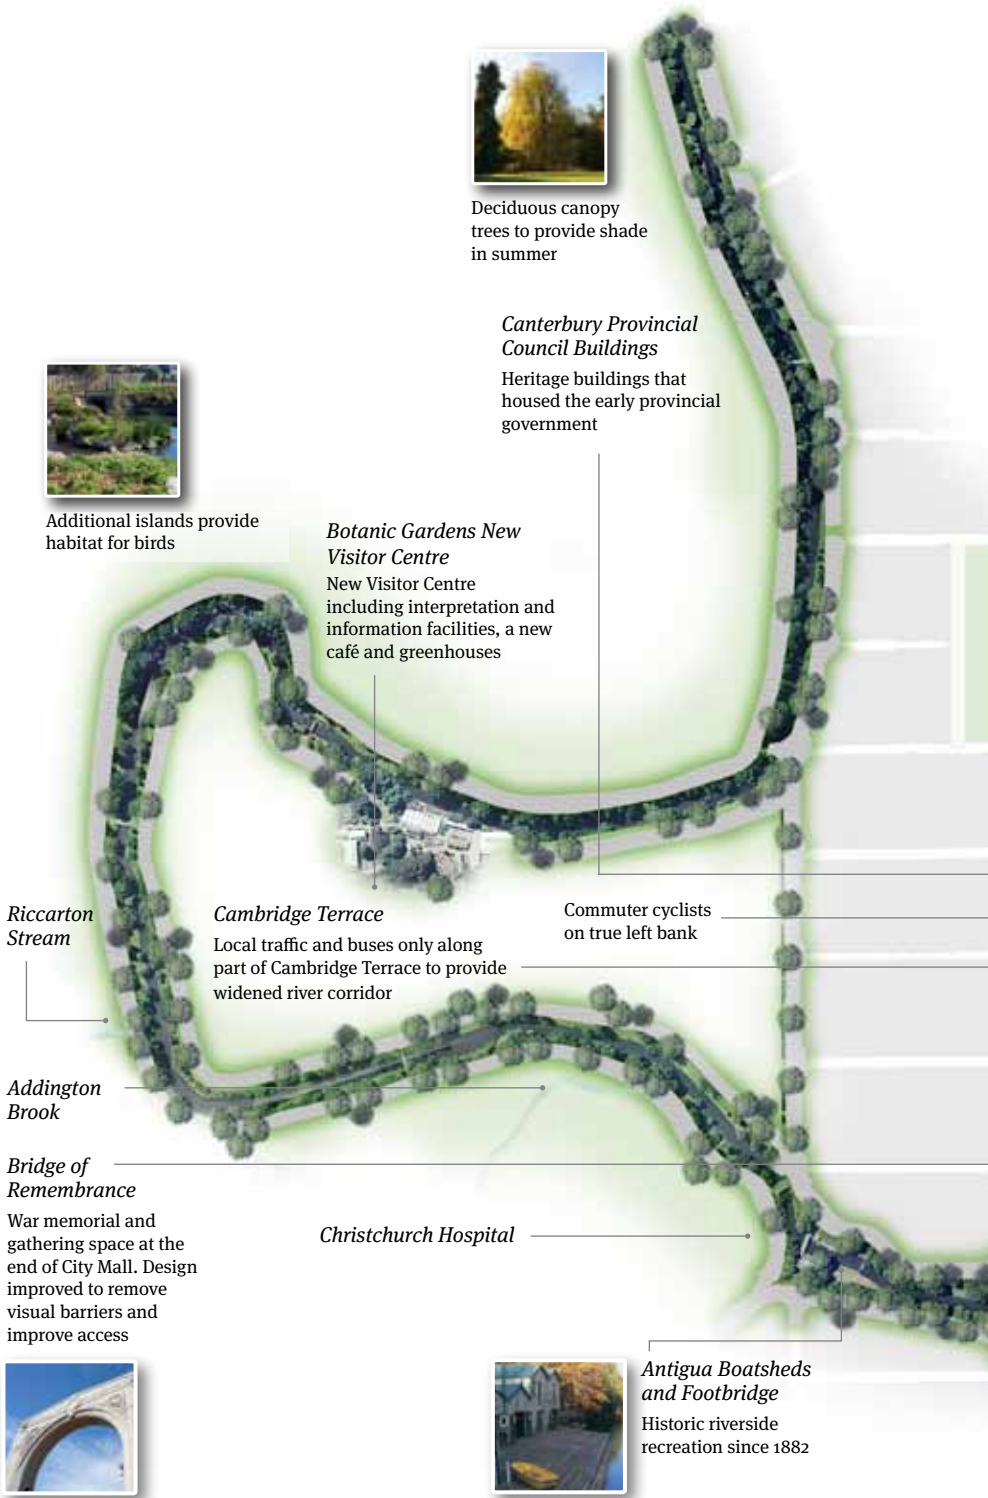 Deciduous canopy
trees to provide shade
in summer
Canterbury Provincial
Council Buildings
Heritage buildings that
housed the early provincial
government
Additional islands provide
habitat for birds
Botanic Gardens New
Visitor Centre
New Visitor Centre
including interpretation and
information facilities, a new
café and greenhouses
Riccarton
Stream
Cambridge Terrace
Local traffic and buses only along
part of Cambridge Terrace to provide
widened river corridor
Commuter cyclists
on true left bank
Addington
Brook
Bridge of
Remembrance
War memorial and
gathering space at the
end of City Mall. Design
improved to remove
visual barriers and
improve access
Christchurch Hospital
Antigua Boatsheds
and Footbridge
Historic riverside
recreation since 1882